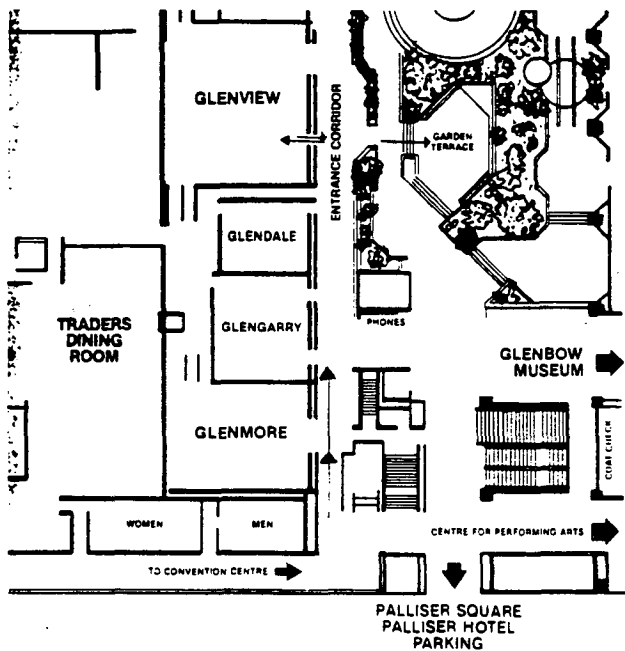 GLENVIEW
ENTRANCE CORRIDOR
GARDEN
TERRACE
GLENDALE
TRADERS
DINING
ROOM
GLENGARRY
PHONES
GLENBOW
MUSEUM
GLENMORE
COAT CHECK
WOMEN
MEN
CENTRE FOR PERFORMING ARTS
TO CONVENTION CENTRE
PALLISER SQUARE
PALLISER HOTEL
PARKING